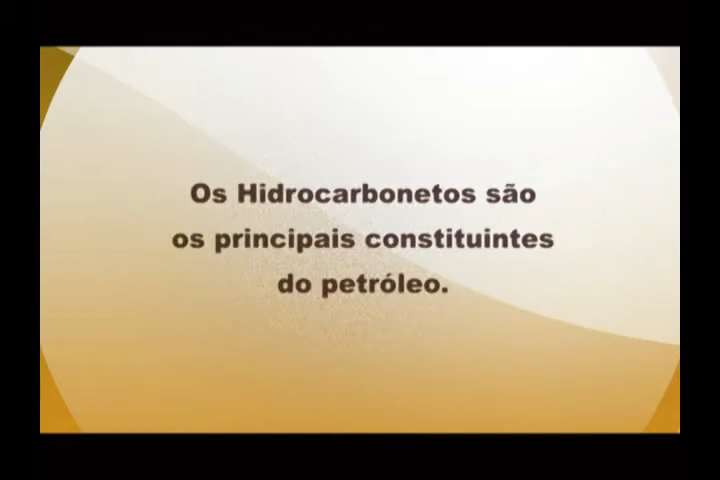 Os Hidrocarbonetos são
os principais constituintes
do petróleo.